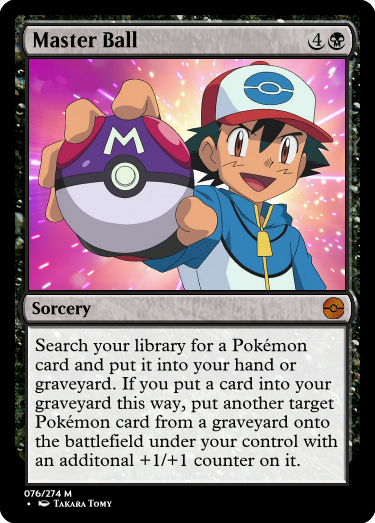 Master Ball 4
M
Sorcery
Search your library for a Pokémon
card and put it into your hand or
graveyard. If you put a card into your
graveyard this way, put another target
Pokémon card from a graveyard onto
the battlefield under your control with
an additonal +1/+1 counter on it.
076/274 M
• Takara Tomy